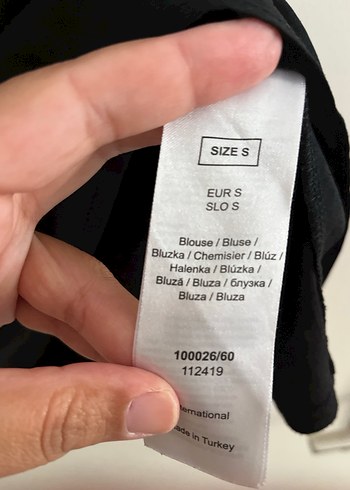 SIZE S
EUR S
SLO S
Blouse / Bluse /
Bluzka / Chemisier / Blúz /
Halenka / Blúzka /
Bluză / Bluza / блузка /
Bluza / Bluza
100026/60
112419
ternational
ade in Turkey